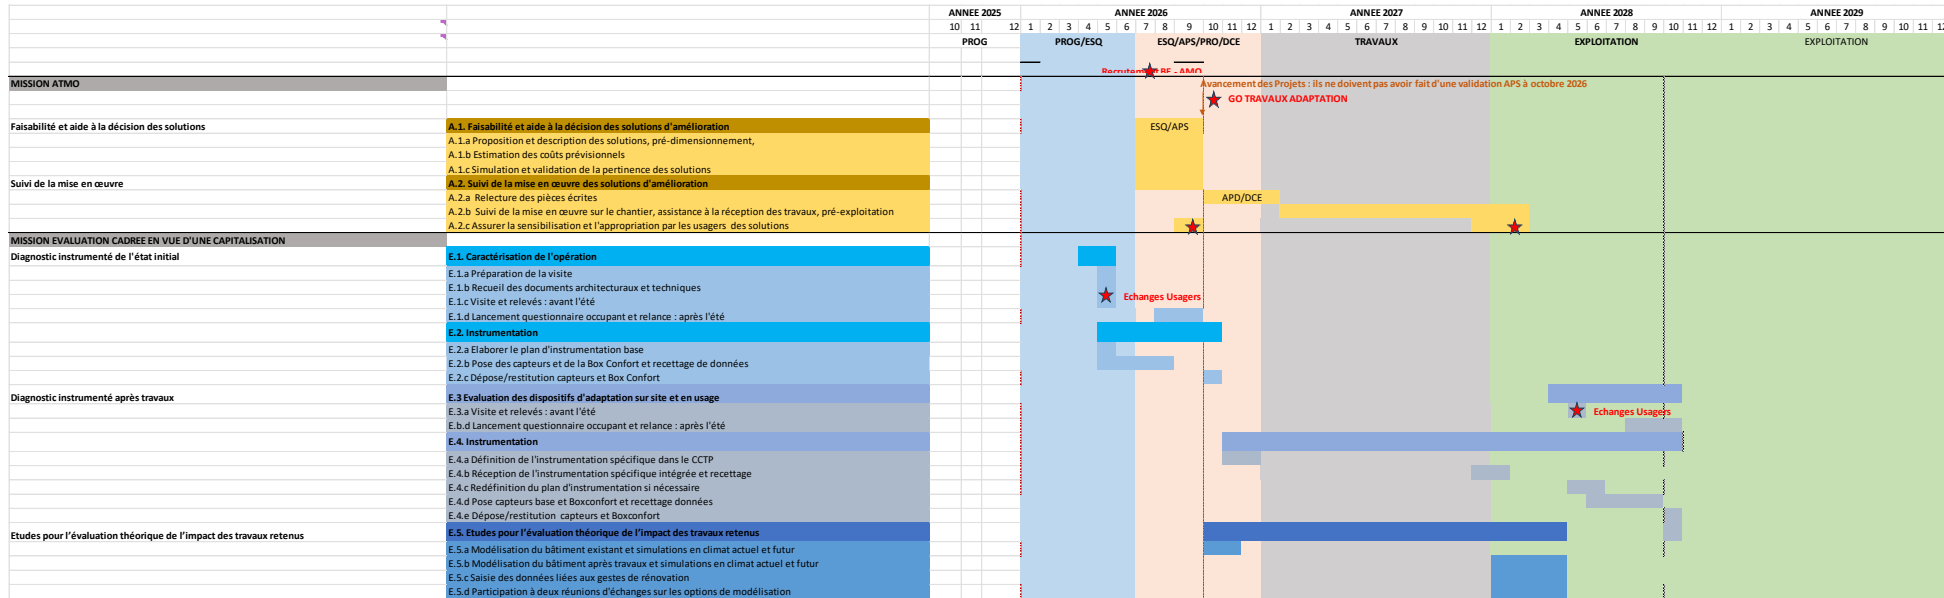 ANNEE 2025 ANNEE 2026 ANNEE 2027 ANNEE 2028 ANNEE 2029
10 11 12 1 2 3 4 5 6 7 8 9 10 11 12 1 2 3 4 5 6 7 8 9 10 11 12 1 2 3 4 5 6 7 8 9 10 11 12 1 2 3 4 5 6 7 8 9 10 11 12
PROG PROG/ESQ ESQ/APS/PRO/DCE TRAVAUX EXPLOITATION EXPLOITATION
Recrutement BE - AMO
MISSION ATMO Avancement des Projets : ils ne doivent pas avoir fait d'une validation APS à octobre 2026
GO TRAVAUX ADAPTATION
Faisabilité et aide à la décision des solutions A.1. Faisabilité et aide à la décision des solutions d'amélioration ESQ/APS
A.1.a Proposition et description des solutions, pré-dimensionnement,
A.1.b Estimation des coûts prévisionnels
A.1.c Simulation et validation de la pertinence des solutions
Suivi de la mise en œuvre A.2. Suivi de la mise en œuvre des solutions d'amélioration
A.2.a Relecture des pièces écrites APD/DCE
A.2.b Suivi de la mise en œuvre sur le chantier, assistance à la réception des travaux, pré-exploitation
A.2.c Assurer la sensibilisation et l'appropriation par les usagers des solutions
MISSION EVALUATION CADREE EN VUE D'UNE CAPITALISATION
Diagnostic instrumenté de l'état initial E.1. Caractérisation de l'opération
E.1.a Préparation de la visite
E.1.b Recueil des documents architecturaux et techniques
E.1.c Visite et relevés : avant l'été Echanges Usagers
E.1.d Lancement questionnaire occupant et relance : après l'été
E.2. Instrumentation
E.2.a Elaborer le plan d'instrumentation base
E.2.b Pose des capteurs et de la Box Confort et recettage de données
E.2.c Dépose/restitution capteurs et Box Confort
Diagnostic instrumenté après travaux E.3 Evaluation des dispositifs d'adaptation sur site et en usage
E.3.a Visite et relevés : avant l'été Echanges Usagers
E.b.d Lancement questionnaire occupant et relance : après l'été
E.4. Instrumentation
E.4.a Définition de l'instrumentation spécifique dans le CCTP
E.4.b Réception de l'instrumentation spécifique intégrée et recettage
E.4.c Redéfinition du plan d'instrumentation si nécessaire
E.4.d Pose capteurs base et Boxconfort et recettage données
E.4.e Dépose/restitution capteurs et Boxconfort
Etudes pour l'évaluation théorique de l'impact des travaux retenus E.5. Etudes pour l'évaluation théorique de l'impact des travaux retenus
E.5.a Modélisation du bâtiment existant et simulations en climat actuel et futur
E.5.b Modélisation du bâtiment après travaux et simulations en climat actuel et futur
E.5.c Saisie des données liées aux gestes de rénovation
E.5.d Participation à deux réunions d'échanges sur les options de modélisation